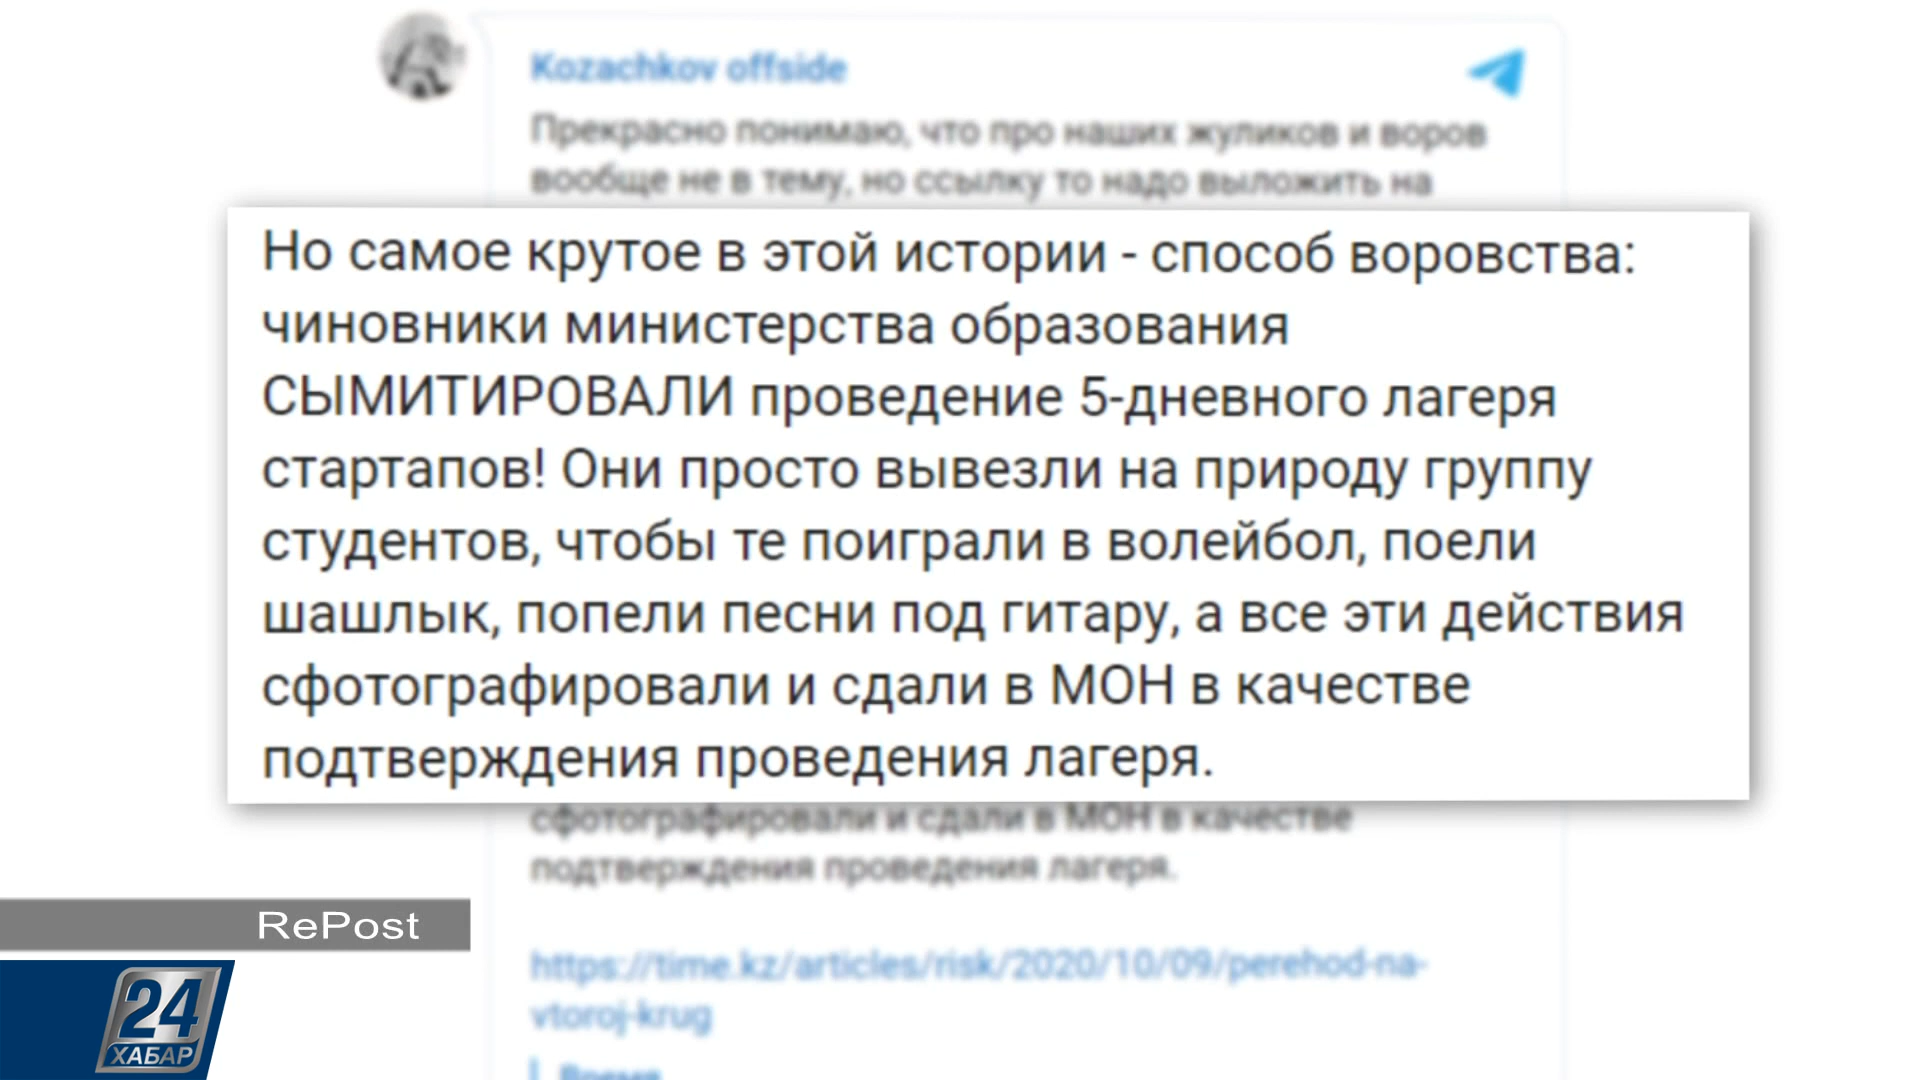 Kozachkov offside
Прекрасно понимаю, что про наших жуликов и воров
вообще не в тему, но ссылку то надо выложить на
Но самое крутое в этой истории - способ воровства:
чиновники министерства образования
СЫМИТИРОВАЛИ проведение 5-дневного лагеря
стартапов! Они просто вывезли на природу группу
студентов, чтобы те поиграли в волейбол, поели
шашлык, попели песни под гитару, а все эти действия
сфотографировали и сдали в МОН в качестве
подтверждения проведения лагеря.
сфотографировали и сдали в МОН в качестве
подтверждения проведения лагеря.
https://time.kz/articles/risk/2020/10/09/perehod-na-
vtoroj-krug
Время
RePost
24
ХАБАР